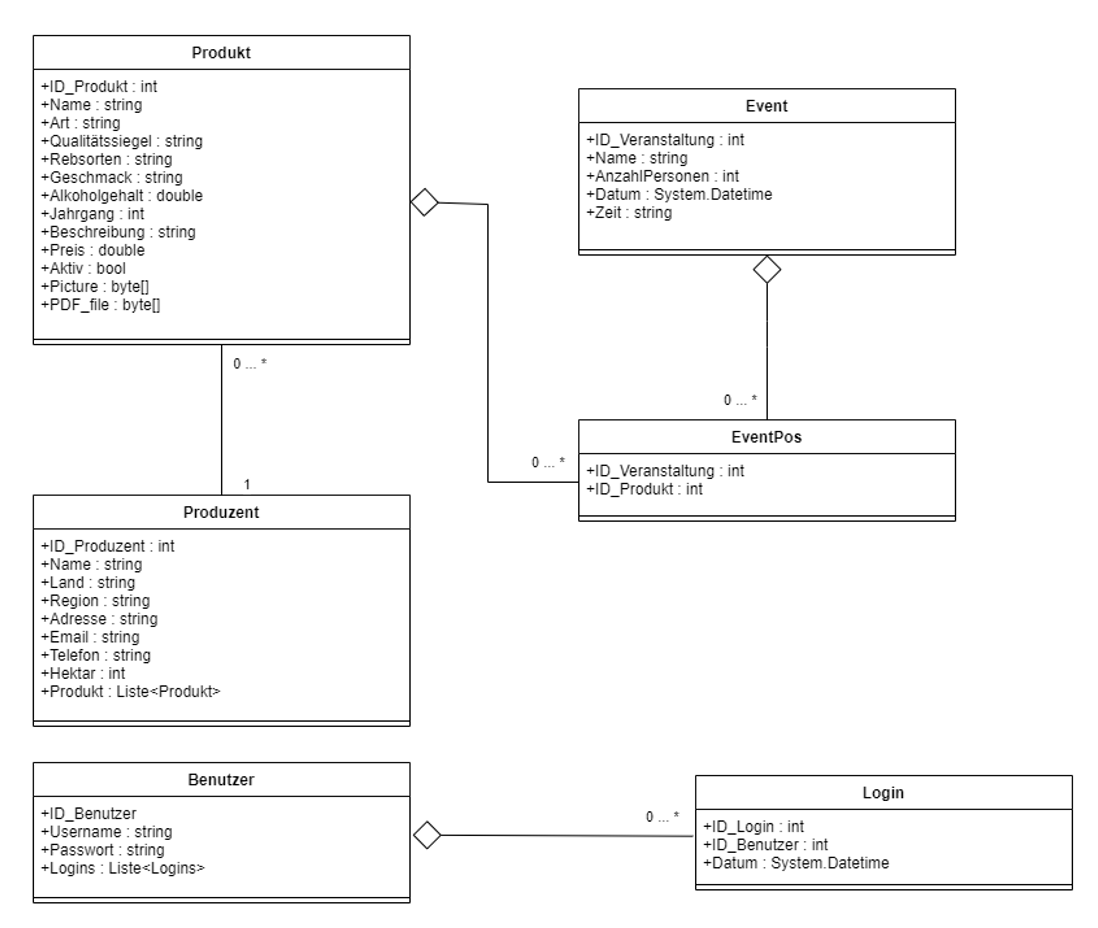 Produkt
+ID_Produkt : int
+Name : string
+Art : string
+Qualitätssiegel : string
+Rebsorten : string
+Geschmack : string
+Alkoholgehalt : double
+Jahrgang : int
+Beschreibung : string
+Preis : double
+Aktiv : bool
+Picture : byte[]
+PDF_file : byte[]
0 ... *
1
Produzent
+ID_Produzent : int
+Name : string
+Land : string
+Region : string
+Adresse : string
+Email : string
+Telefon : string
+Hektar : int
+Produkt : Liste<Produkt>
Event
+ID_Veranstaltung : int
+Name : string
+AnzahlPersonen : int
+Datum : System.Datetime
+Zeit : string
0 ... *
0 ... *
EventPos
+ID_Veranstaltung : int
+ID_Produkt : int
Benutzer
+ID_Benutzer
+Username : string
+Passwort : string
+Logins : Liste<Logins>
0 ... *
Login
+ID_Login : int
+ID_Benutzer : int
+Datum : System.Datetime